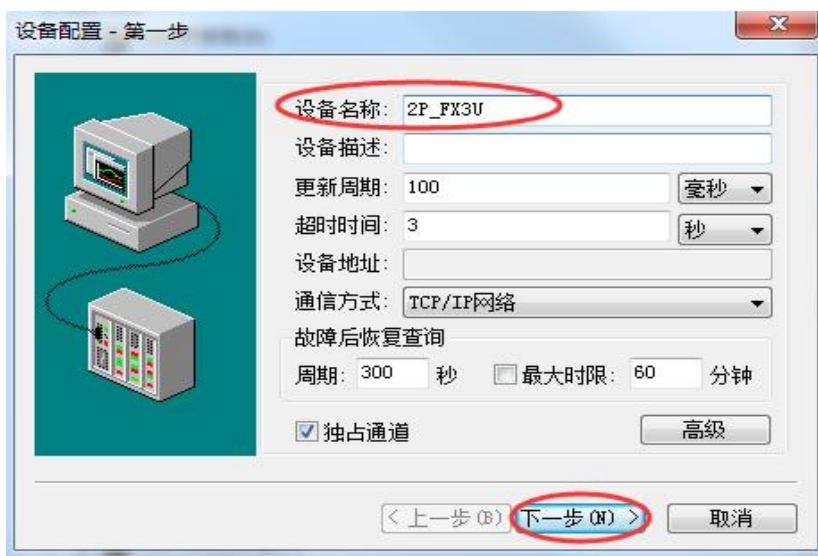 设备配置 - 第一步
设备名称: 2P_FX3U
设备描述:
更新周期: 100 毫秒
超时时间: 3 秒
设备地址:
通信方式: TCP/IP网络
故障后恢复查询
周期: 300 秒 最大时限: 60 分钟
独占通道 高级
< 上一步(B) 下一步(N) > 取消